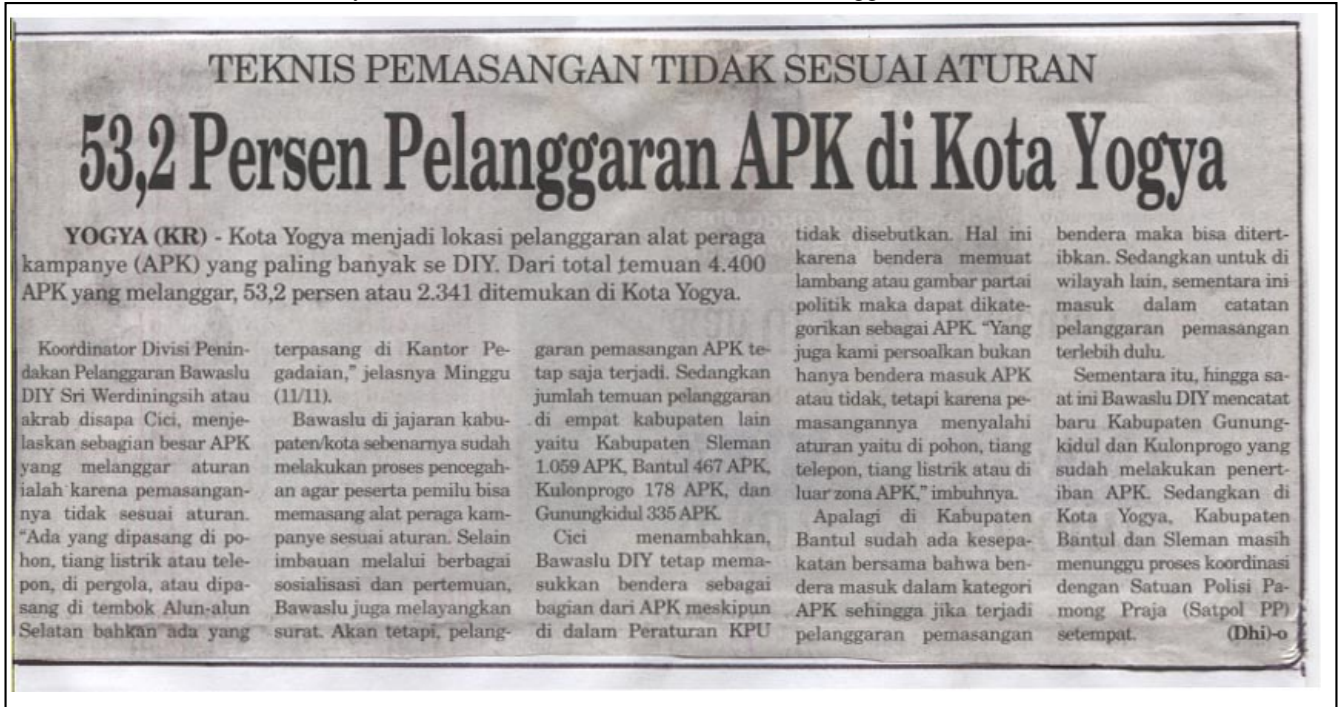 TEKNIS PEMASANGAN TIDAK SESUAI ATURAN
53,2 Persen Pelanggaran APK di Kota Yogya
YOGYA (KR) - Kota Yogya menjadi lokasi pelanggaran alat peraga
kampanye (APK) yang paling banyak se DIY. Dari total temuan 4.400
APK yang melanggar, 53,2 persen atau 2.341 ditemukan di Kota Yogya.
Koordinator Divisi Penin-
dakan Pelanggaran Bawaslu
DIY Sri Werdiningsih atau
akrab disapa Cici, menje-
laskan sebagian besar APK
yang melanggar aturan
ialah karena pemasangan-
nya tidak sesuai aturan.
"Ada yang dipasang di po-
hon, tiang listrik atau tele-
pon, di pergola, atau dipa-
sang di tembok Alun-alun
Selatan bahkan ada yang
terpasang di Kantor Pe-
gadaian," jelasnya Minggu
(11/11).
Bawaslu di jajaran kabu-
paten/kota sebenarnya sudah
melakukan proses pencegah-
an agar peserta pemilu bisa
memasang alat peraga kam-
panye sesuai aturan. Selain
imbauan melalui berbagai
sosialisasi dan pertemuan,
Bawaslu juga melayangkan
surat. Akan tetapi, pelang-
garan pemasangan APK te-
tap saja terjadi. Sedangkan
jumlah temuan pelanggaran
di empat kabupaten lain
yaitu Kabupaten Sleman
1.059 APK, Bantul 467 APK,
Kulonprogo 178 APK, dan
Gunungkidul 335 APK.
Cici menambahkan,
Bawaslu DIY tetap mema-
sukkan bendera sebagai
bagian dari APK meskipun
di dalam Peraturan KPU
tidak disebutkan. Hal ini
karena bendera memuat
lambang atau gambar partai
politik maka dapat dikate-
gorikan sebagai APK. "Yang
juga kami persoalkan bukan
hanya bendera masuk APK
atau tidak, tetapi karena pe-
masangannya menyalahi
aturan yaitu di pohon, tiang
telepon, tiang listrik atau di
luar zona APK," imbuhnya.
Apalagi di Kabupaten
Bantul sudah ada kesepa-
katan bersama bahwa ben-
dera masuk dalam kategori
APK sehingga jika terjadi
pelanggaran pemasangan
bendera maka bisa ditert-
ibkan. Sedangkan untuk di
wilayah lain, sementara ini
masuk dalam catatan
pelanggaran pemasangan
terlebih dulu.
Sementara itu, hingga sa-
at ini Bawaslu DIY mencatat
baru Kabupaten Gunung-
kidul dan Kulonprogo yang
sudah melakukan penert-
iban APK. Sedangkan di
Kota Yogya, Kabupaten
Bantul dan Sleman masih
menunggu proses koordinasi
dengan Satuan Polisi Pa-
mong Praja (Satpol PP)
setempat. (Dhi)-o